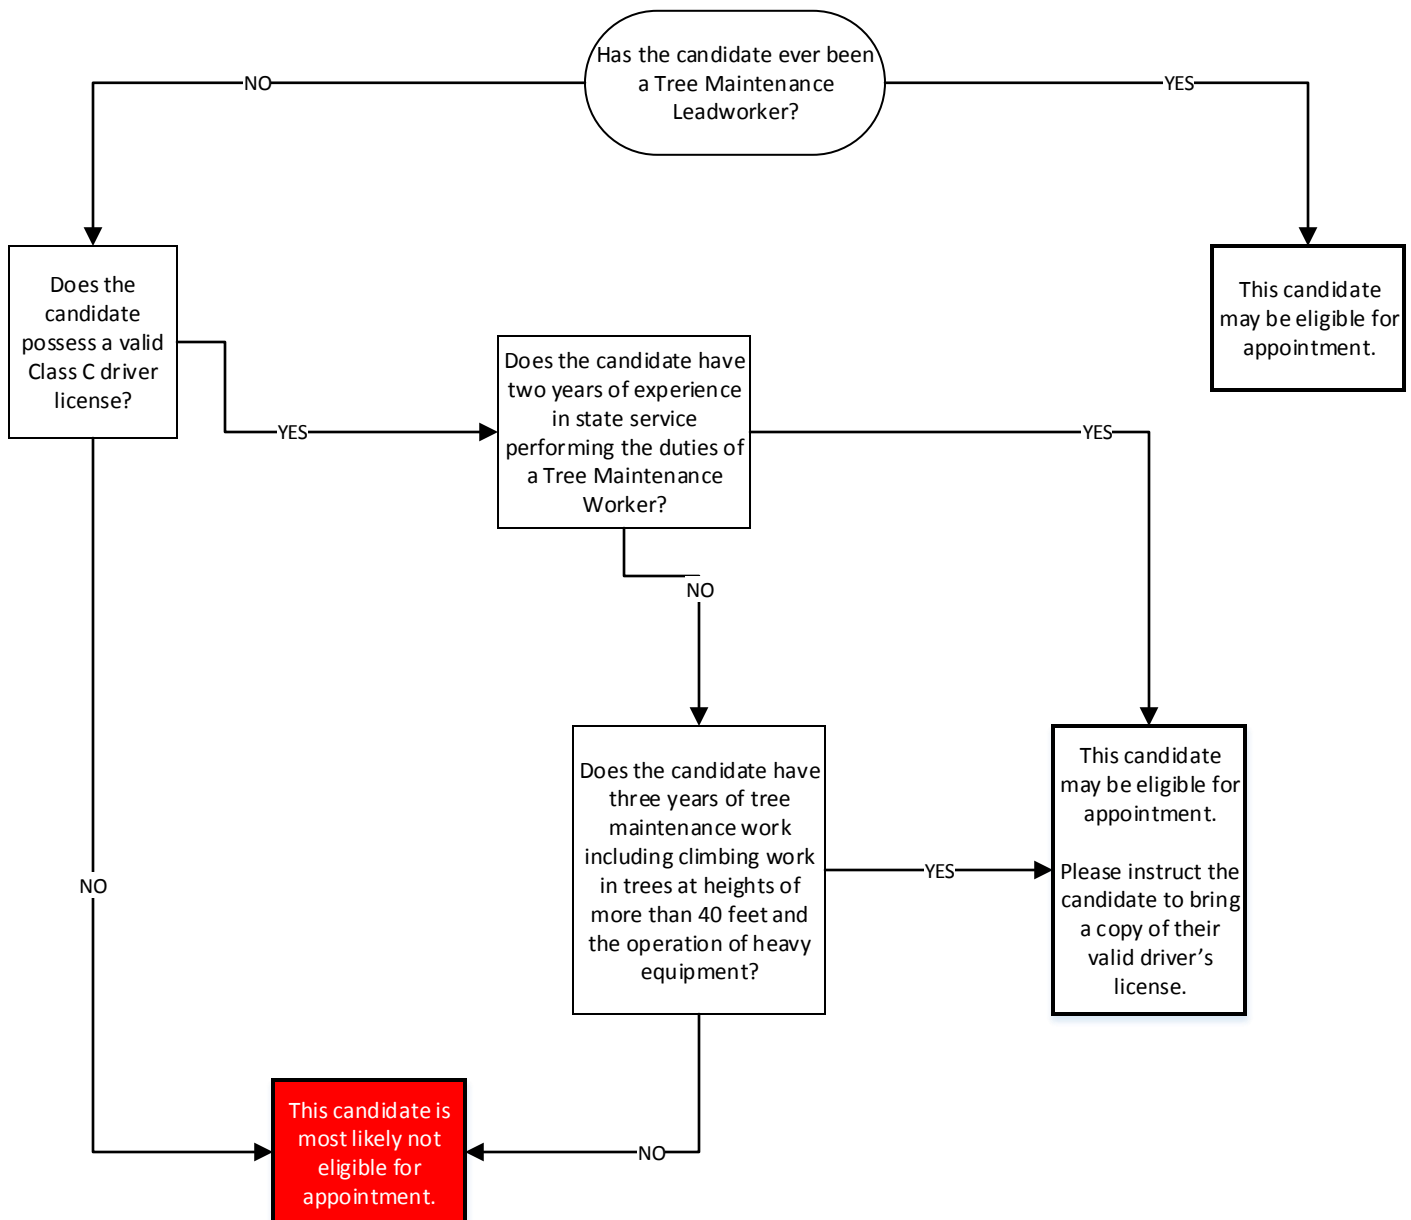 Has the candidate ever been
a Tree Maintenance
Leadworker?
NO
YES
Does the
candidate
possess a valid
Class C driver
license?
This candidate
may be eligible for
appointment.
Does the candidate have
two years of experience
in state service
performing the duties of
a Tree Maintenance
Worker?
YES
YES
NO
Does the candidate have
three years of tree
maintenance work
including climbing work
in trees at heights of
more than 40 feet and
the operation of heavy
equipment?
This candidate
may be eligible for
appointment.
Please instruct the
candidate to bring
a copy of their
valid driver’s
license.
YES
NO
This candidate is
most likely not
eligible for
appointment.
NO